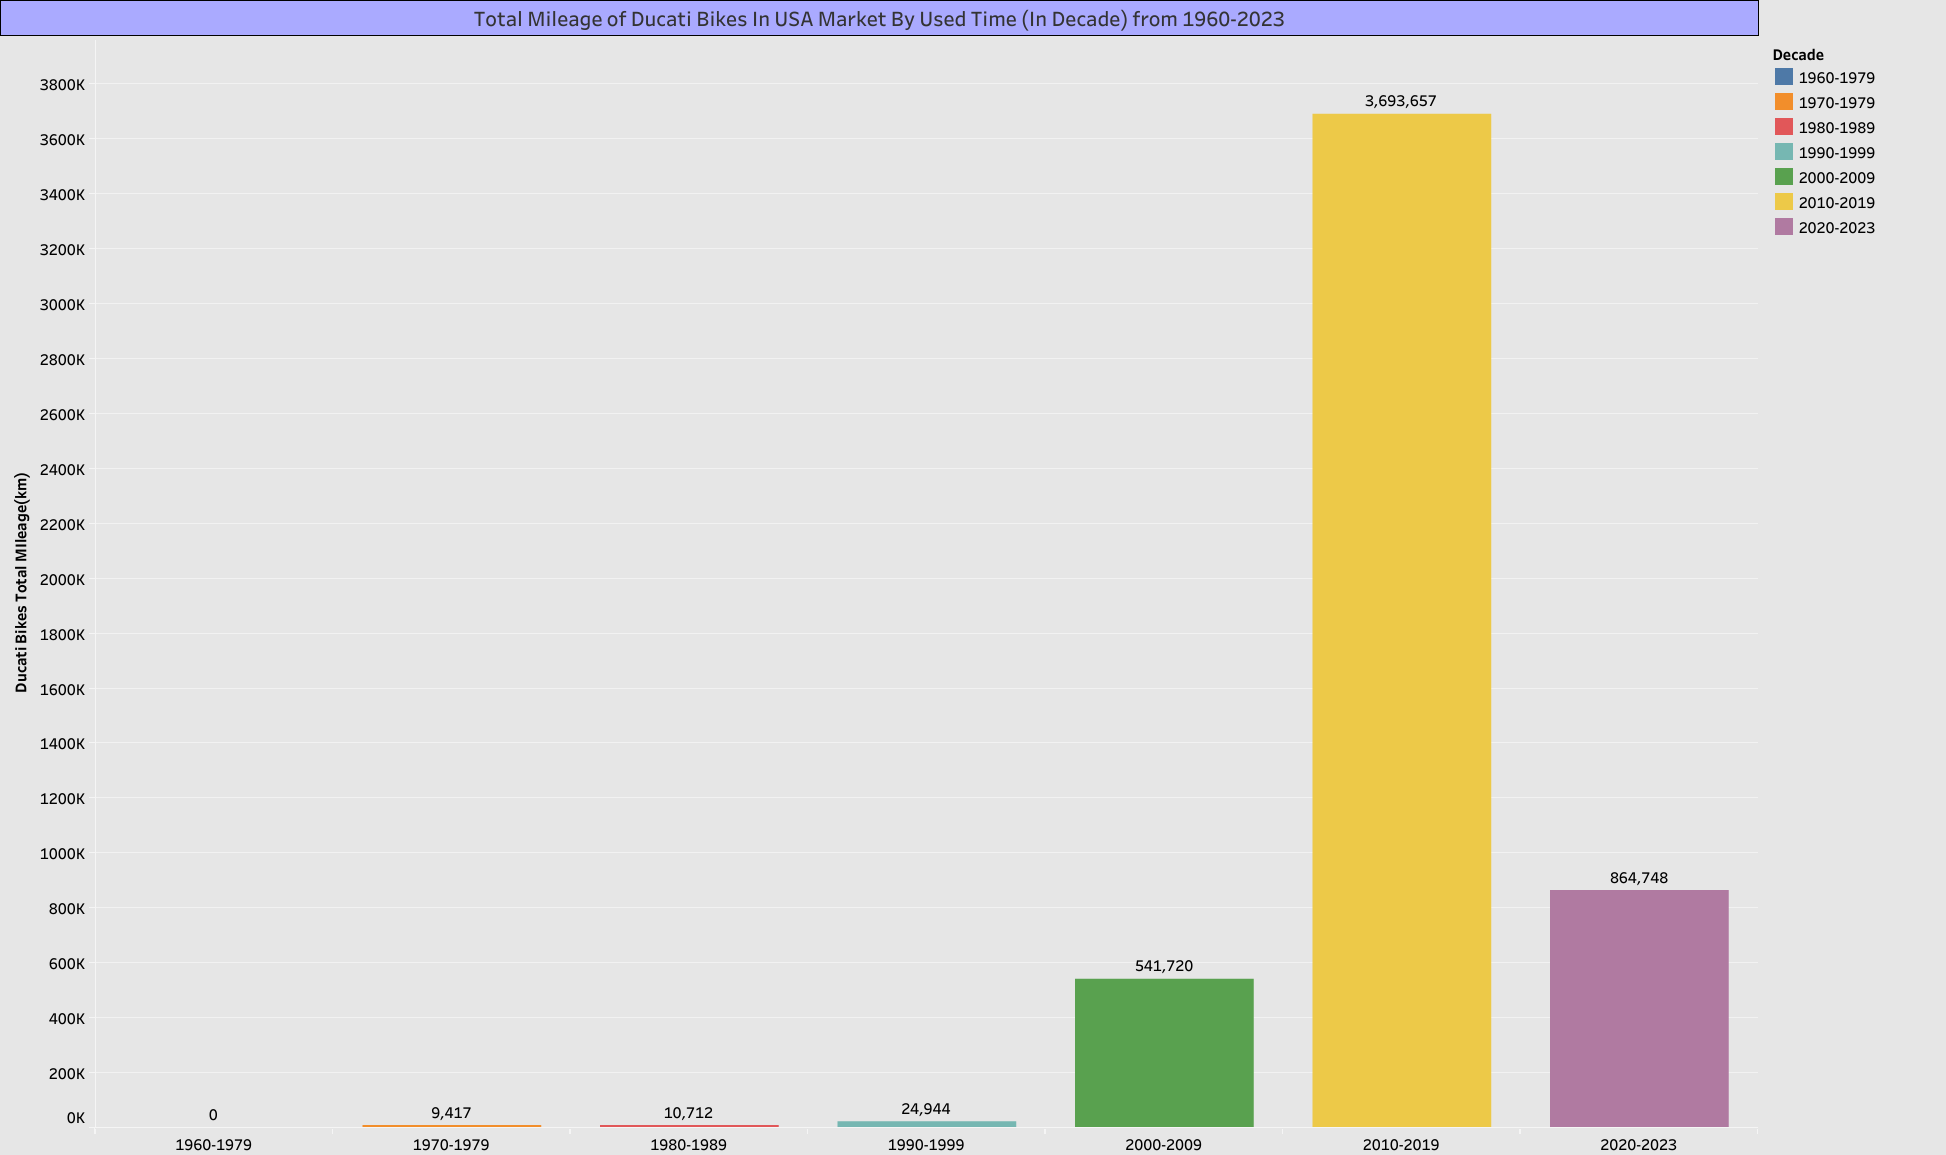 Total Mileage of Ducati Bikes In USA Market By Used Time (In Decade) from 1960-2023
Decade
1960-1979
1970-1979
1980-1989
1990-1999
2000-2009
2010-2019
2020-2023
Ducati Bikes Total MIleage(km)
3800K
3600K
3400K
3200K
3000K
2800K
2600K
2400K
2200K
2000K
1800K
1600K
1400K
1200K
1000K
800K
600K
400K
200K
0K
0
9,417
10,712
24,944
541,720
3,693,657
864,748
1960-1979
1970-1979
1980-1989
1990-1999
2000-2009
2010-2019
2020-2023